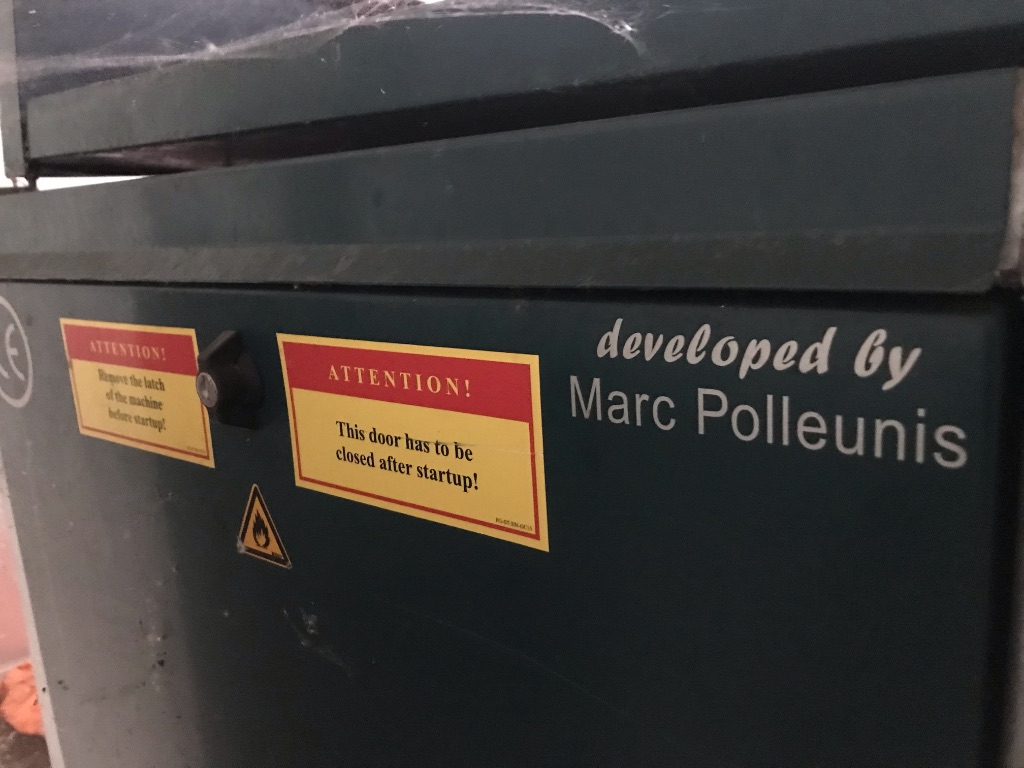 CE
ATTENTION!
Remove the latch
of the machine
before startup!
ATTENTION!
This door has to be
closed after startup!
developed by
Marc Polleunis